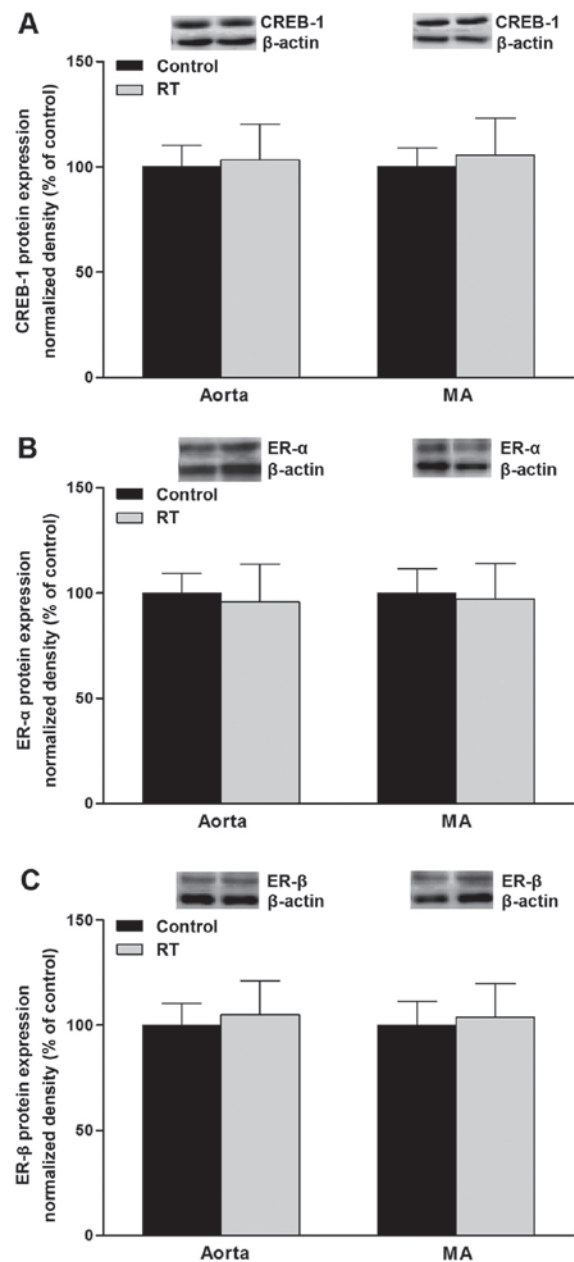 A
CREB-1
β-actin
CREB-1
β-actin
Control
RT
CREB-1 protein expression
normalized density (% of control)
150
100
50
0
Aorta
MA
B
ER-α
β-actin
ER-α
β-actin
Control
RT
ER-α protein expression
normalized density (% of control)
150
100
50
0
Aorta
MA
C
ER-β
β-actin
ER-β
β-actin
Control
RT
ER-β protein expression
normalized density (% of control)
150
100
50
0
Aorta
MA